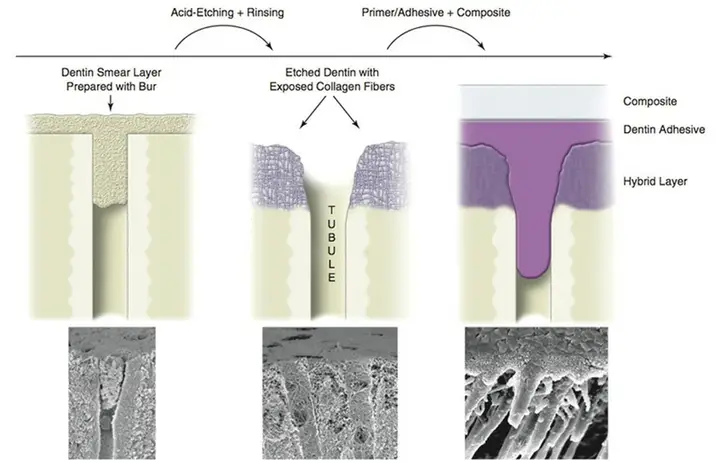 Acid-Etching + Rinsing
Primer/Adhesive + Composite
Dentin Smear Layer
Prepared with Bur
Etched Dentin with
Exposed Collagen Fibers
Composite
Dentin Adhesive
Hybrid Layer
TUBULE